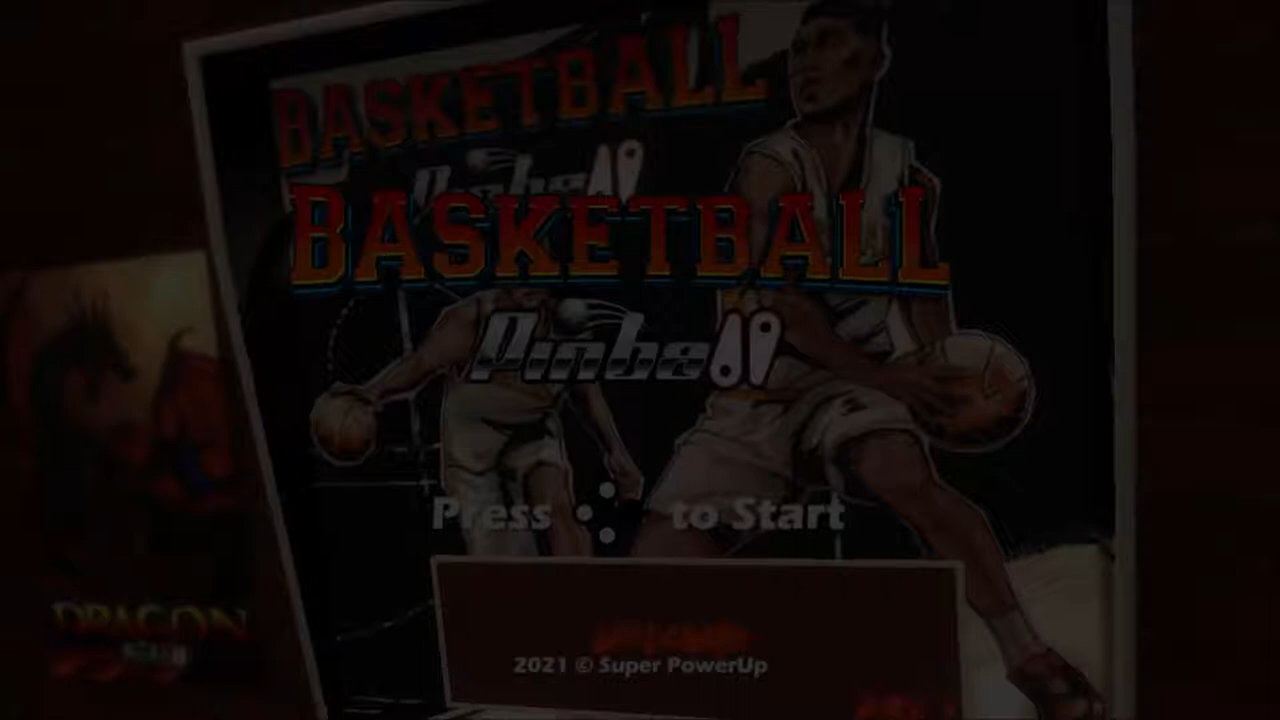 BASKETBALL
Pinball
BASKETBALL
Pinball
Press to Start
DRAGON
2021 © Super PowerUp